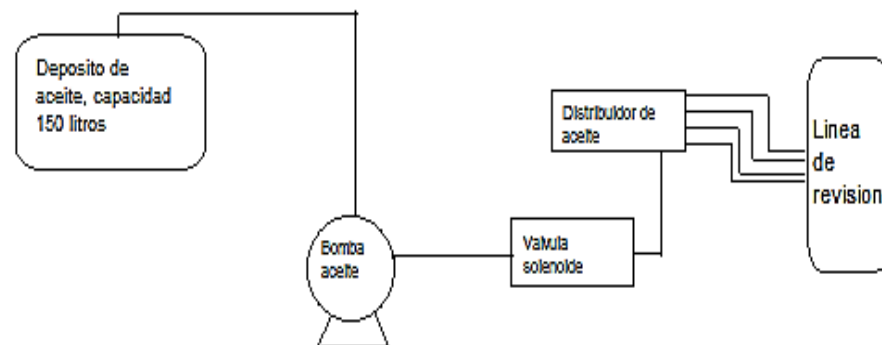 Deposito de
aceite, capacidad
150 litros
Distribuidor de
aceite
Linea
de
revision
Bomba
aceite
Valvula
solenoide